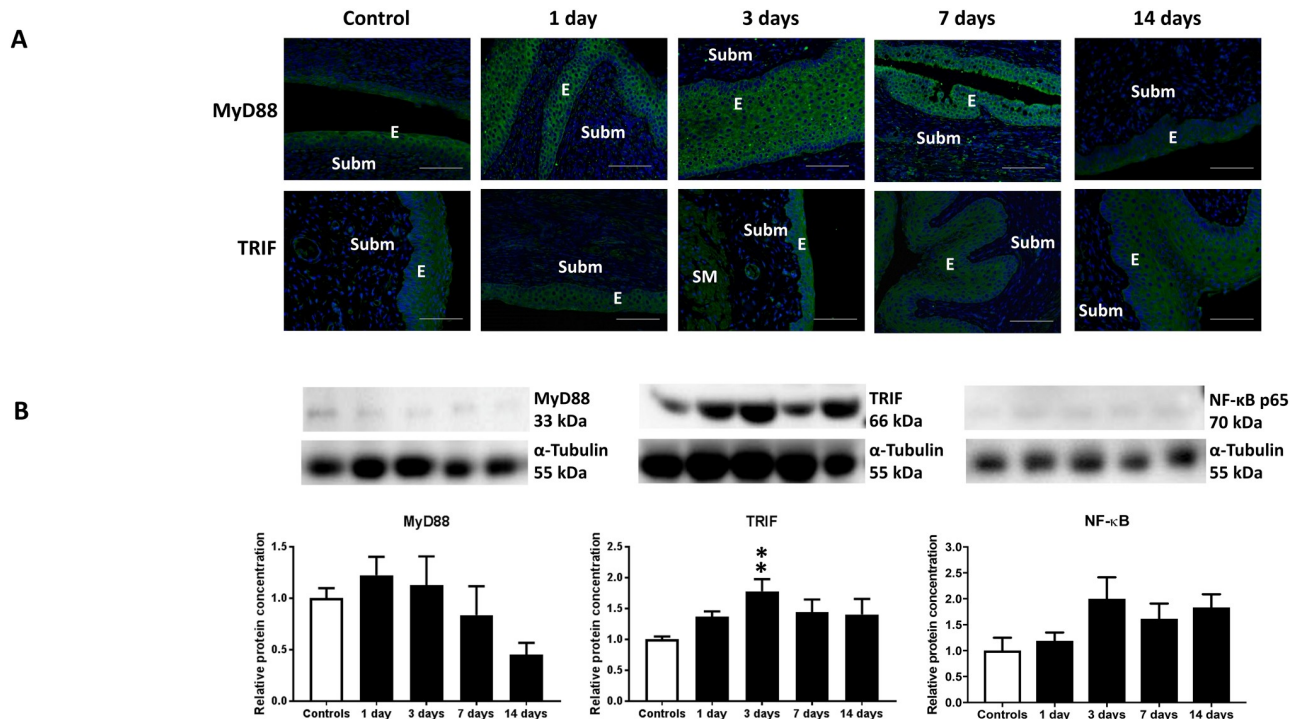 Control 1 day 3 days 7 days 14 days
A
MyD88
E
Subm
E
Subm
Subm
E
E
Subm
Subm
E
TRIF
Subm
E
Subm
E
SM
Subm
E
E
Subm
E
Subm
B
MyD88
33 kDa
α-Tubulin
55 kDa
TRIF
66 kDa
α-Tubulin
55 kDa
NF-κB p65
70 kDa
α-Tubulin
55 kDa
MyD88
Relative protein concentration
1.5
1.0
0.5
0.0
Controls 1 day 3 days 7 days 14 days
TRIF
Relative protein concentration
2.5
2.0
1.5
1.0
0.5
0.0
**
Controls 1 day 3 days 7 days 14 days
NF-κB
Relative protein concentration
3.0
2.5
2.0
1.5
1.0
0.5
0.0
Controls 1 day 3 days 7 days 14 days